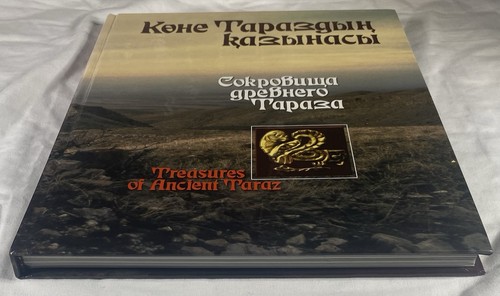 Көне Тараздың
қазынасы
Сокровища
древнего
Тараза
Treasures
of Ancient Taraz